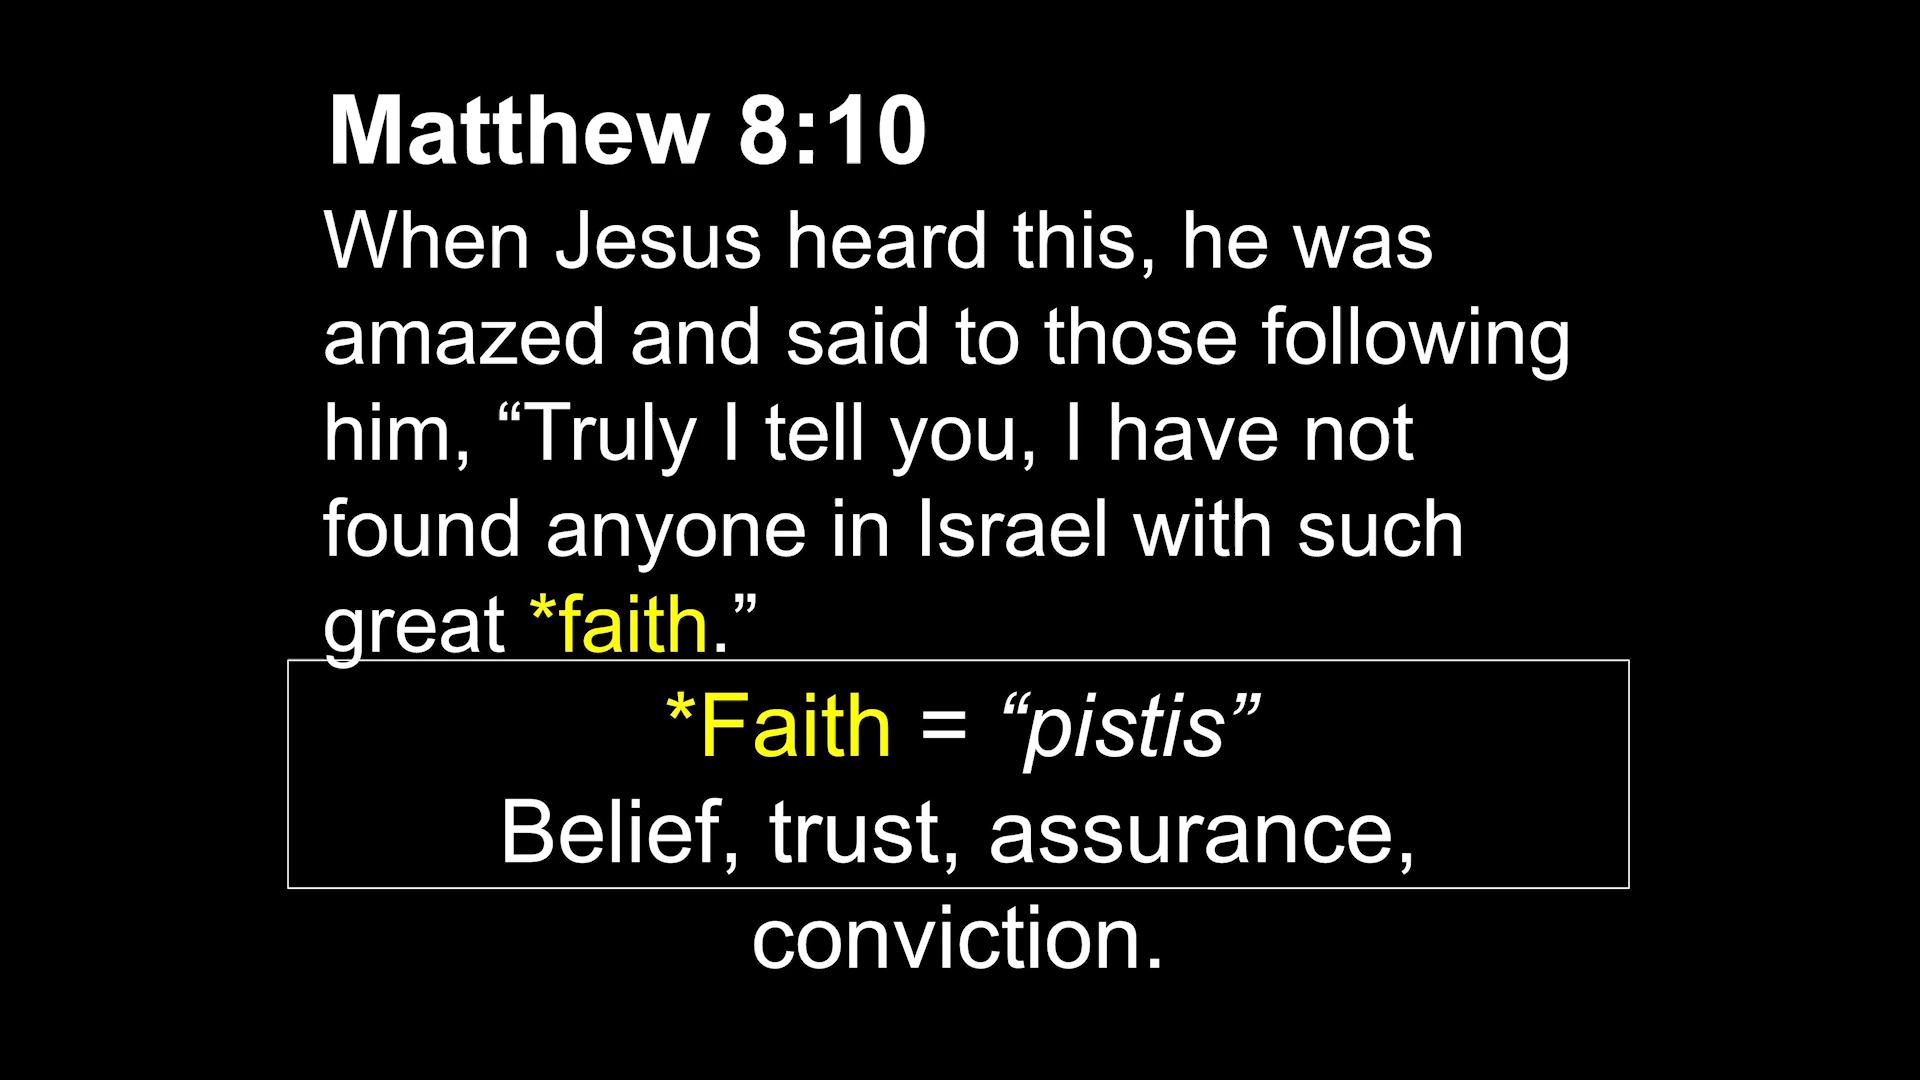 Matthew 8:10
When Jesus heard this, he was
amazed and said to those following
him, “Truly I tell you, I have not
found anyone in Israel with such
great *faith.”
*Faith = “pistis”
Belief, trust, assurance,
conviction.